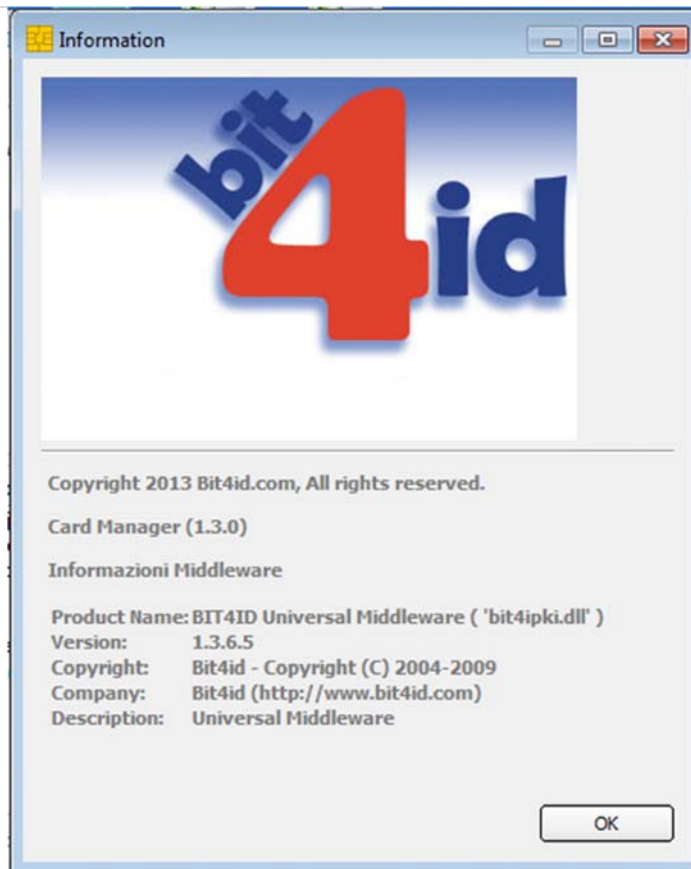 Information
bit
4id
Copyright 2013 Bit4id.com, All rights reserved.
Card Manager (1.3.0)
Informazioni Middleware
Product Name: BIT4ID Universal Middleware ( 'bit4ipki.dll' )
Version: 1.3.6.5
Copyright: Bit4id - Copyright (C) 2004-2009
Company: Bit4id (http://www.bit4id.com)
Description: Universal Middleware
OK